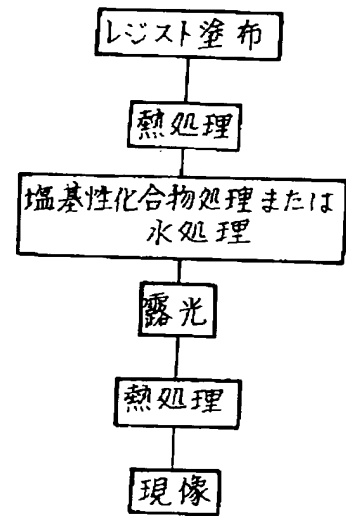 レジスト塗布
熱処理
塩基性化合物処理または
水処理
露光
熱処理
現像